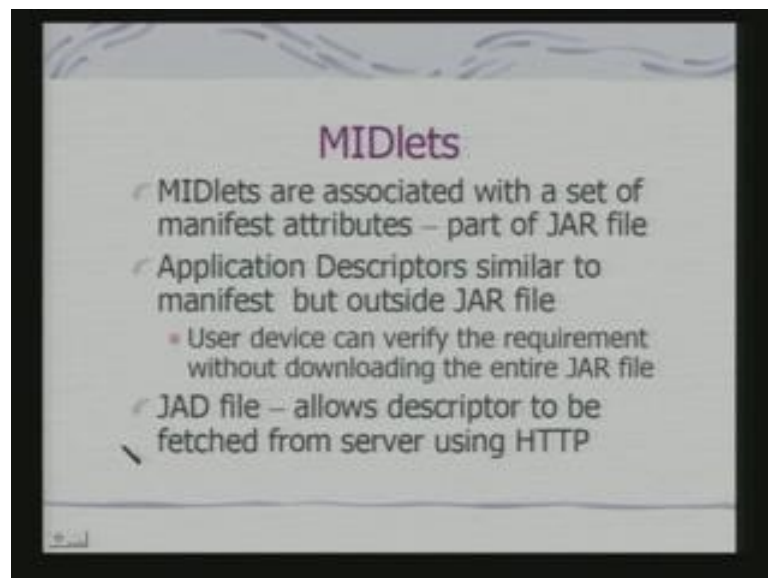 MIDlets
MIDlets are associated with a set of
manifest attributes – part of JAR file
Application Descriptors similar to
manifest but outside JAR file
User device can verify the requirement
without downloading the entire JAR file
JAD file – allows descriptor to be
fetched from server using HTTP